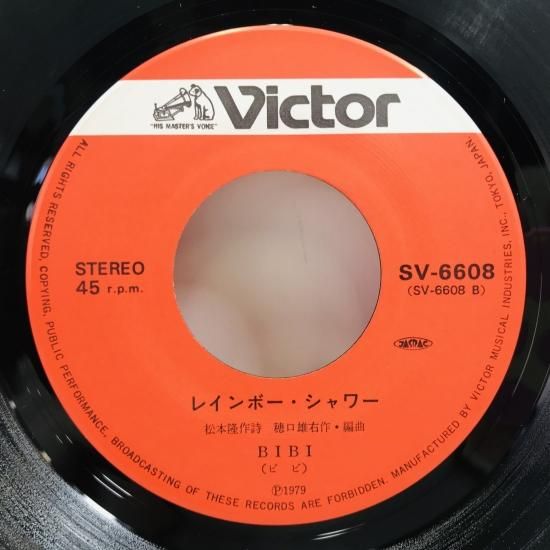 Victor
"HIS MASTER'S VOICE"
ALL RIGHTS RESERVED, COPYING, PUBLIC PERFORMANCE, BROADCASTING OF THESE RECORDS ARE FORBIDDEN. MANUFACTURED BY VICTOR MUSICAL INDUSTRIES, INC., TOKYO, JAPAN.
STEREO
45 r.p.m.
SV-6608
(SV-6608 B)
JASRAC
レインボー・シャワー
松本隆作詩 穂口雄右作・編曲
BIBI
(ビビ)
Ⓟ1979